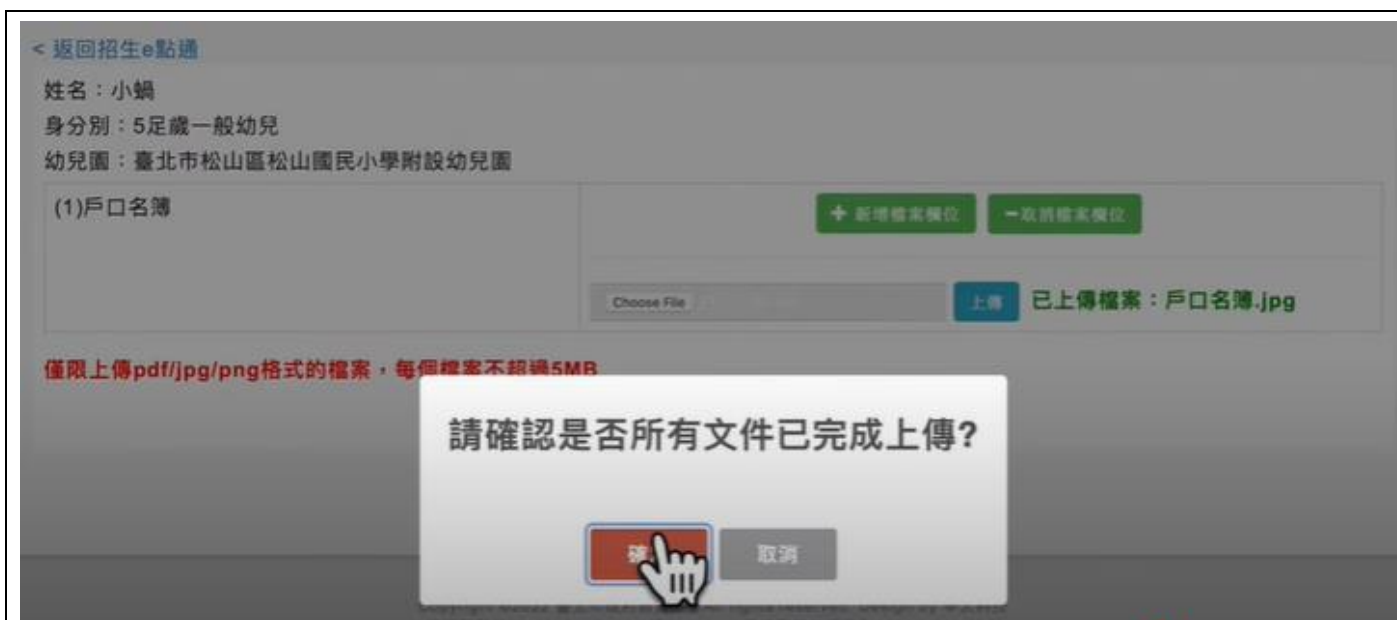 < 返回招生e點通
姓名：小蝸
身分別：5足歲一般幼兒
幼兒園：臺北市松山區松山國民小學附設幼兒園
(1)戶口名簿
+ 新增檔案欄位
-取消檔案欄位
Choose File
上傳
已上傳檔案：戶口名簿.jpg
僅限上傳pdf/jpg/png格式的檔案，每個檔案不超過5MB
請確認是否所有文件已完成上傳?
確
取消